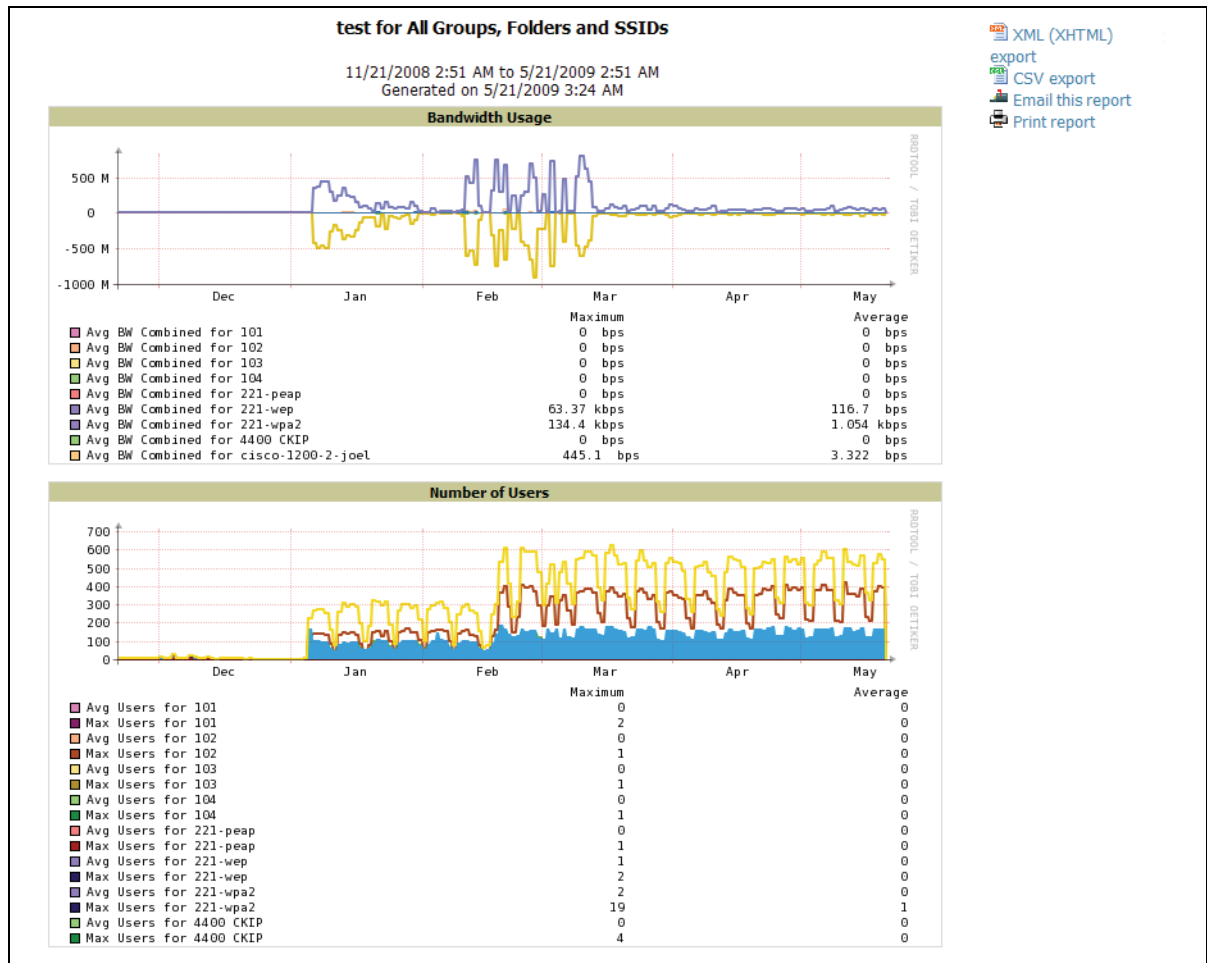 test for All Groups, Folders and SSIDs
11/21/2008 2:51 AM to 5/21/2009 2:51 AM
Generated on 5/21/2009 3:24 AM
XML (XHTML)
export
CSV export
Email this report
Print report
Bandwidth Usage
RRDTOOL / TOBI OETIKER
500 M
0
-500 M
-1000 M
Dec Jan Feb Mar Apr May
Maximum Average
Avg BW Combined for 101 0 bps 0 bps
Avg BW Combined for 102 0 bps 0 bps
Avg BW Combined for 103 0 bps 0 bps
Avg BW Combined for 104 0 bps 0 bps
Avg BW Combined for 221-peap 0 bps 0 bps
Avg BW Combined for 221-wep 63.37 kbps 116.7 bps
Avg BW Combined for 221-wpa2 134.4 kbps 1.054 kbps
Avg BW Combined for 4400 CKIP 0 bps 0 bps
Avg BW Combined for cisco-1200-2-joel 445.1 bps 3.322 bps
Number of Users
RRDTOOL / TOBI OETIKER
700
600
500
400
300
200
100
0
Dec Jan Feb Mar Apr May
Maximum Average
Avg Users for 101 0 0
Max Users for 101 2 0
Avg Users for 102 0 0
Max Users for 102 1 0
Avg Users for 103 0 0
Max Users for 103 1 0
Avg Users for 104 0 0
Max Users for 104 1 0
Avg Users for 221-peap 0 0
Max Users for 221-peap 1 0
Avg Users for 221-wep 1 0
Max Users for 221-wep 2 0
Avg Users for 221-wpa2 2 0
Max Users for 221-wpa2 19 1
Avg Users for 4400 CKIP 0 0
Max Users for 4400 CKIP 4 0